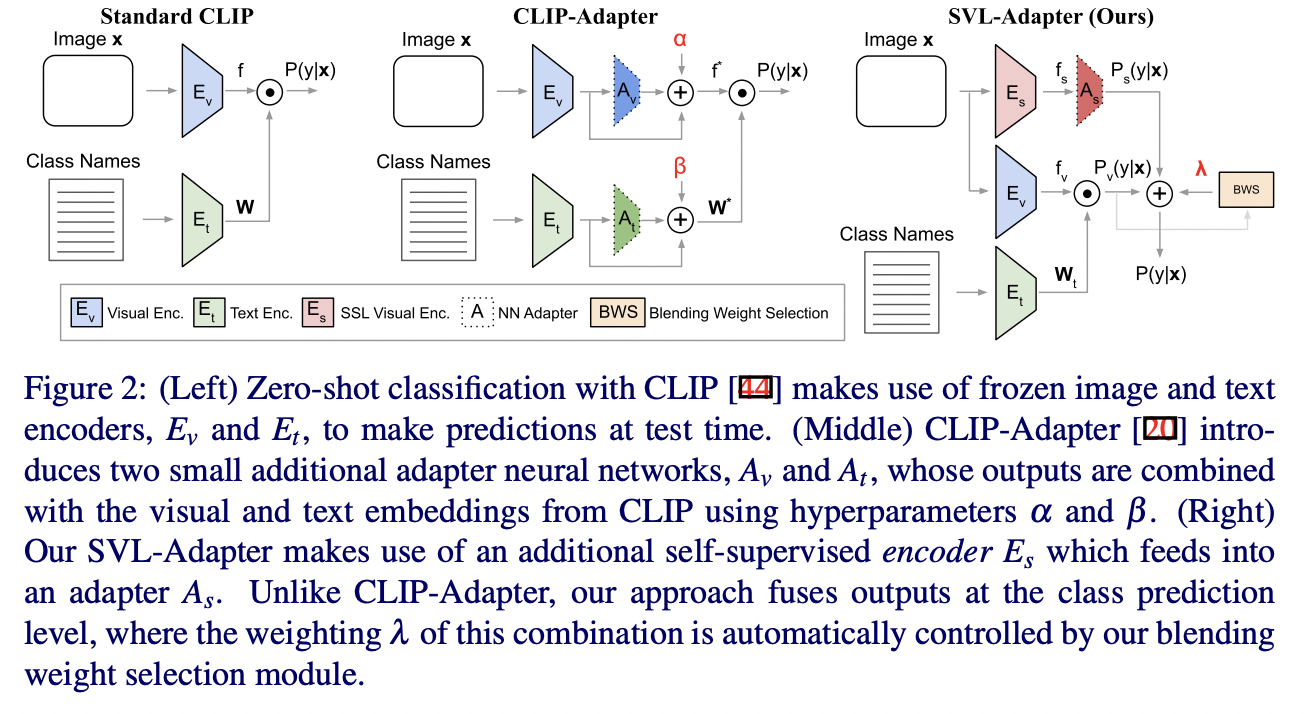 Standard CLIP
Image x
E_v
f
P(y|x)
Class Names
E_t
W
CLIP-Adapter
Image x
E_v
A_v
α
f*
P(y|x)
Class Names
β
E_t
A_t
W*
SVL-Adapter (Ours)
Image x
E_s
f_s
A_s
P_s(y|x)
E_v
f_v
P_v(y|x)
λ
BWS
Class Names
E_t
W_t
P(y|x)
E_v Visual Enc. E_t Text Enc. E_s SSL Visual Enc. A NN Adapter BWS Blending Weight Selection
Figure 2: (Left) Zero-shot classification with CLIP [44] makes use of frozen image and text
encoders, E_v and E_t, to make predictions at test time. (Middle) CLIP-Adapter [20] intro-
duces two small additional adapter neural networks, A_v and A_t, whose outputs are combined
with the visual and text embeddings from CLIP using hyperparameters α and β. (Right)
Our SVL-Adapter makes use of an additional self-supervised encoder E_s which feeds into
an adapter A_s. Unlike CLIP-Adapter, our approach fuses outputs at the class prediction
level, where the weighting λ of this combination is automatically controlled by our blending
weight selection module.